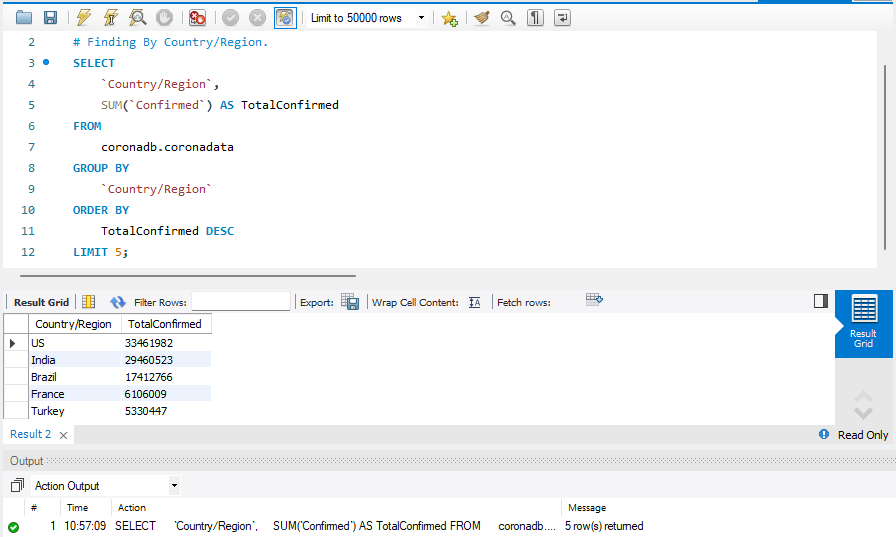 Limit to 50000 rows
2 # Finding By Country/Region.
3 SELECT
4 `Country/Region`,
5 SUM(`Confirmed`) AS TotalConfirmed
6 FROM
7 coronadb.coronadata
8 GROUP BY
9 `Country/Region`
10 ORDER BY
11 TotalConfirmed DESC
12 LIMIT 5;
Result Grid Filter Rows: Export: Wrap Cell Content: IA Fetch rows:
Country/Region TotalConfirmed
US 33461982
India 29460523
Brazil 17412766
France 6106009
Turkey 5330447
Result
Grid
Result 2 Read Only
Output
Action Output
# Time Action Message
1 10:57:09 SELECT `Country/Region`, SUM(`Confirmed`) AS TotalConfirmed FROM coronadb.... 5 row(s) returned